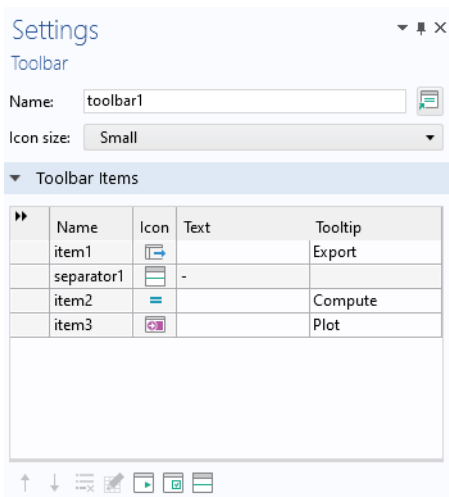 Settings
Toolbar
Name: toolbar1
Icon size: Small
Toolbar Items
Name Icon Text Tooltip
item1 Export
separator1 -
item2 Compute
item3 Plot